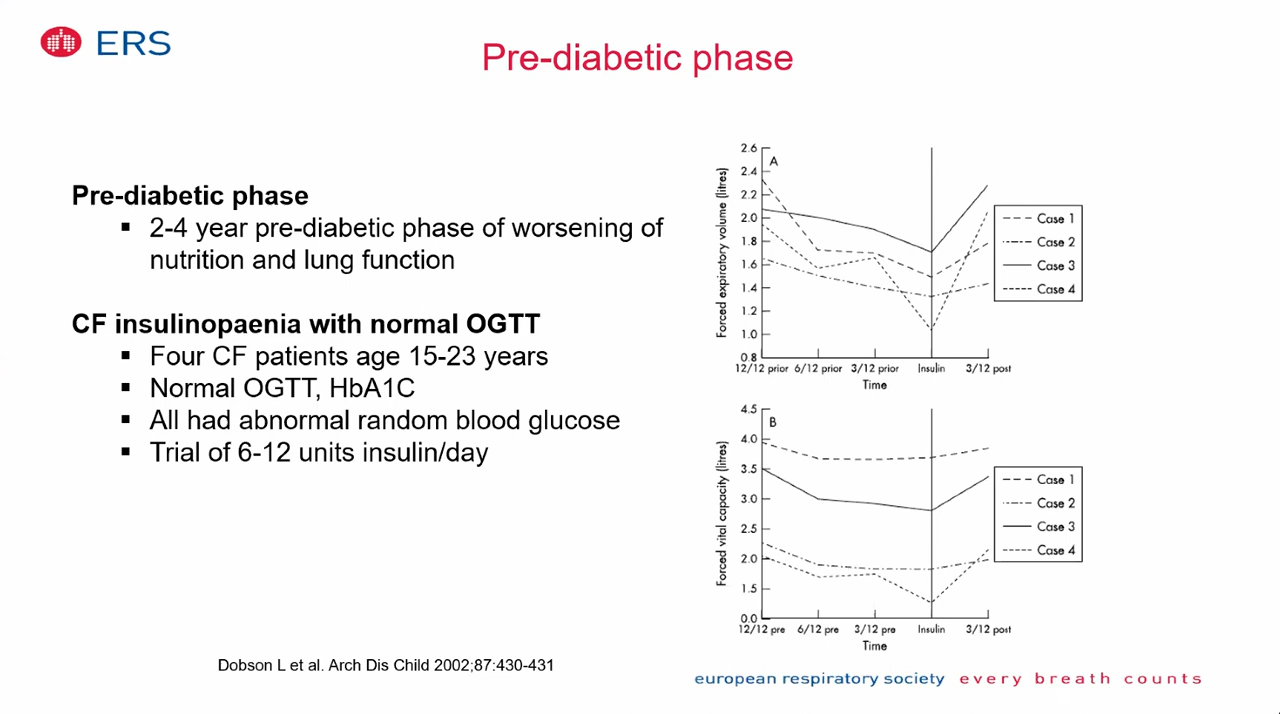 ERS
Pre-diabetic phase
Pre-diabetic phase
▪ 2-4 year pre-diabetic phase of worsening of
nutrition and lung function
CF insulinopaenia with normal OGTT
▪ Four CF patients age 15-23 years
▪ Normal OGTT, HbA1C
▪ All had abnormal random blood glucose
▪ Trial of 6-12 units insulin/day
Dobson L et al. Arch Dis Child 2002;87:430-431
A
Forced expiratory volume (litres)
2.6
2.4
2.2
2.0
1.8
1.6
1.4
1.2
1.0
0.8
12/12 prior 6/12 prior 3/12 prior Insulin 3/12 post
Time
Case 1
Case 2
Case 3
Case 4
B
Forced vital capacity (litres)
4.5
4.0
3.5
3.0
2.5
2.0
1.5
0.0
12/12 pre 6/12 pre 3/12 pre Insulin 3/12 post
Time
Case 1
Case 2
Case 3
Case 4
european respiratory society every breath counts